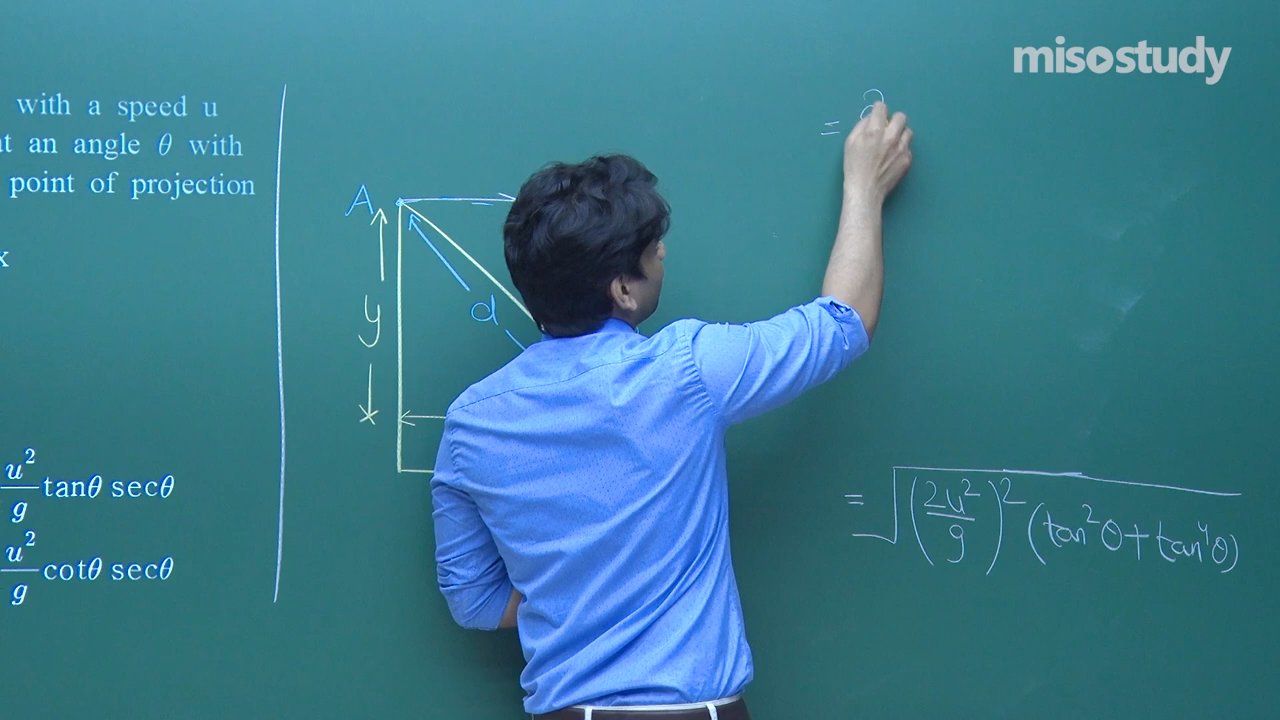 misostudy
with a speed u
at an angle θ with
point of projection
x
A
y
d
u²/g tanθ secθ
u²/g cotθ secθ
= 2
= √((2u²/g)² (tan²θ + tan⁴θ))